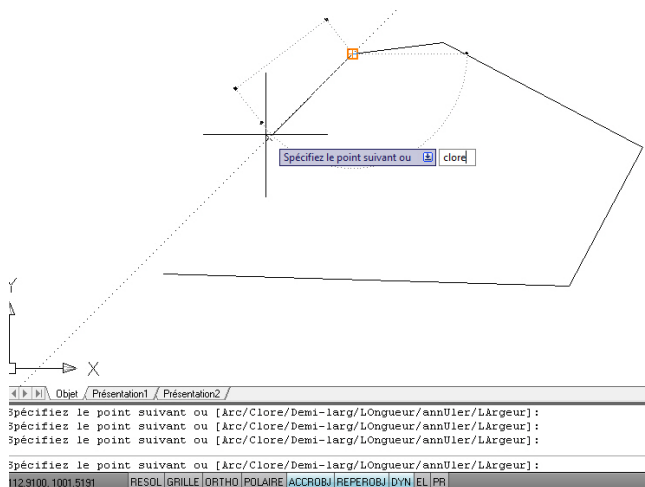 Spécifiez le point suivant ou clore
Y
X
Objet Présentation1 Présentation2
Spécifiez le point suivant ou [Arc/Clore/Demi-larg/LOngueur/annUler/LArgeur]:
Spécifiez le point suivant ou [Arc/Clore/Demi-larg/LOngueur/annUler/LArgeur]:
Spécifiez le point suivant ou [Arc/Clore/Demi-larg/LOngueur/annUler/LArgeur]:
Spécifiez le point suivant ou [Arc/Clore/Demi-larg/LOngueur/annUler/LArgeur]:
112.9100, 1001.5191 RESOL GRILLE ORTHO POLAIRE ACCROBJ REPEROBJ DYN EL PR